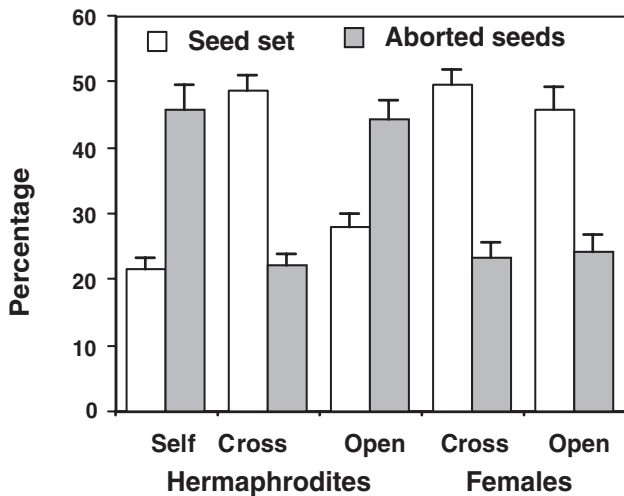 60
Seed set
Aborted seeds
50
40
30
20
10
0
Percentage
Self Cross Open Cross Open
Hermaphrodites Females